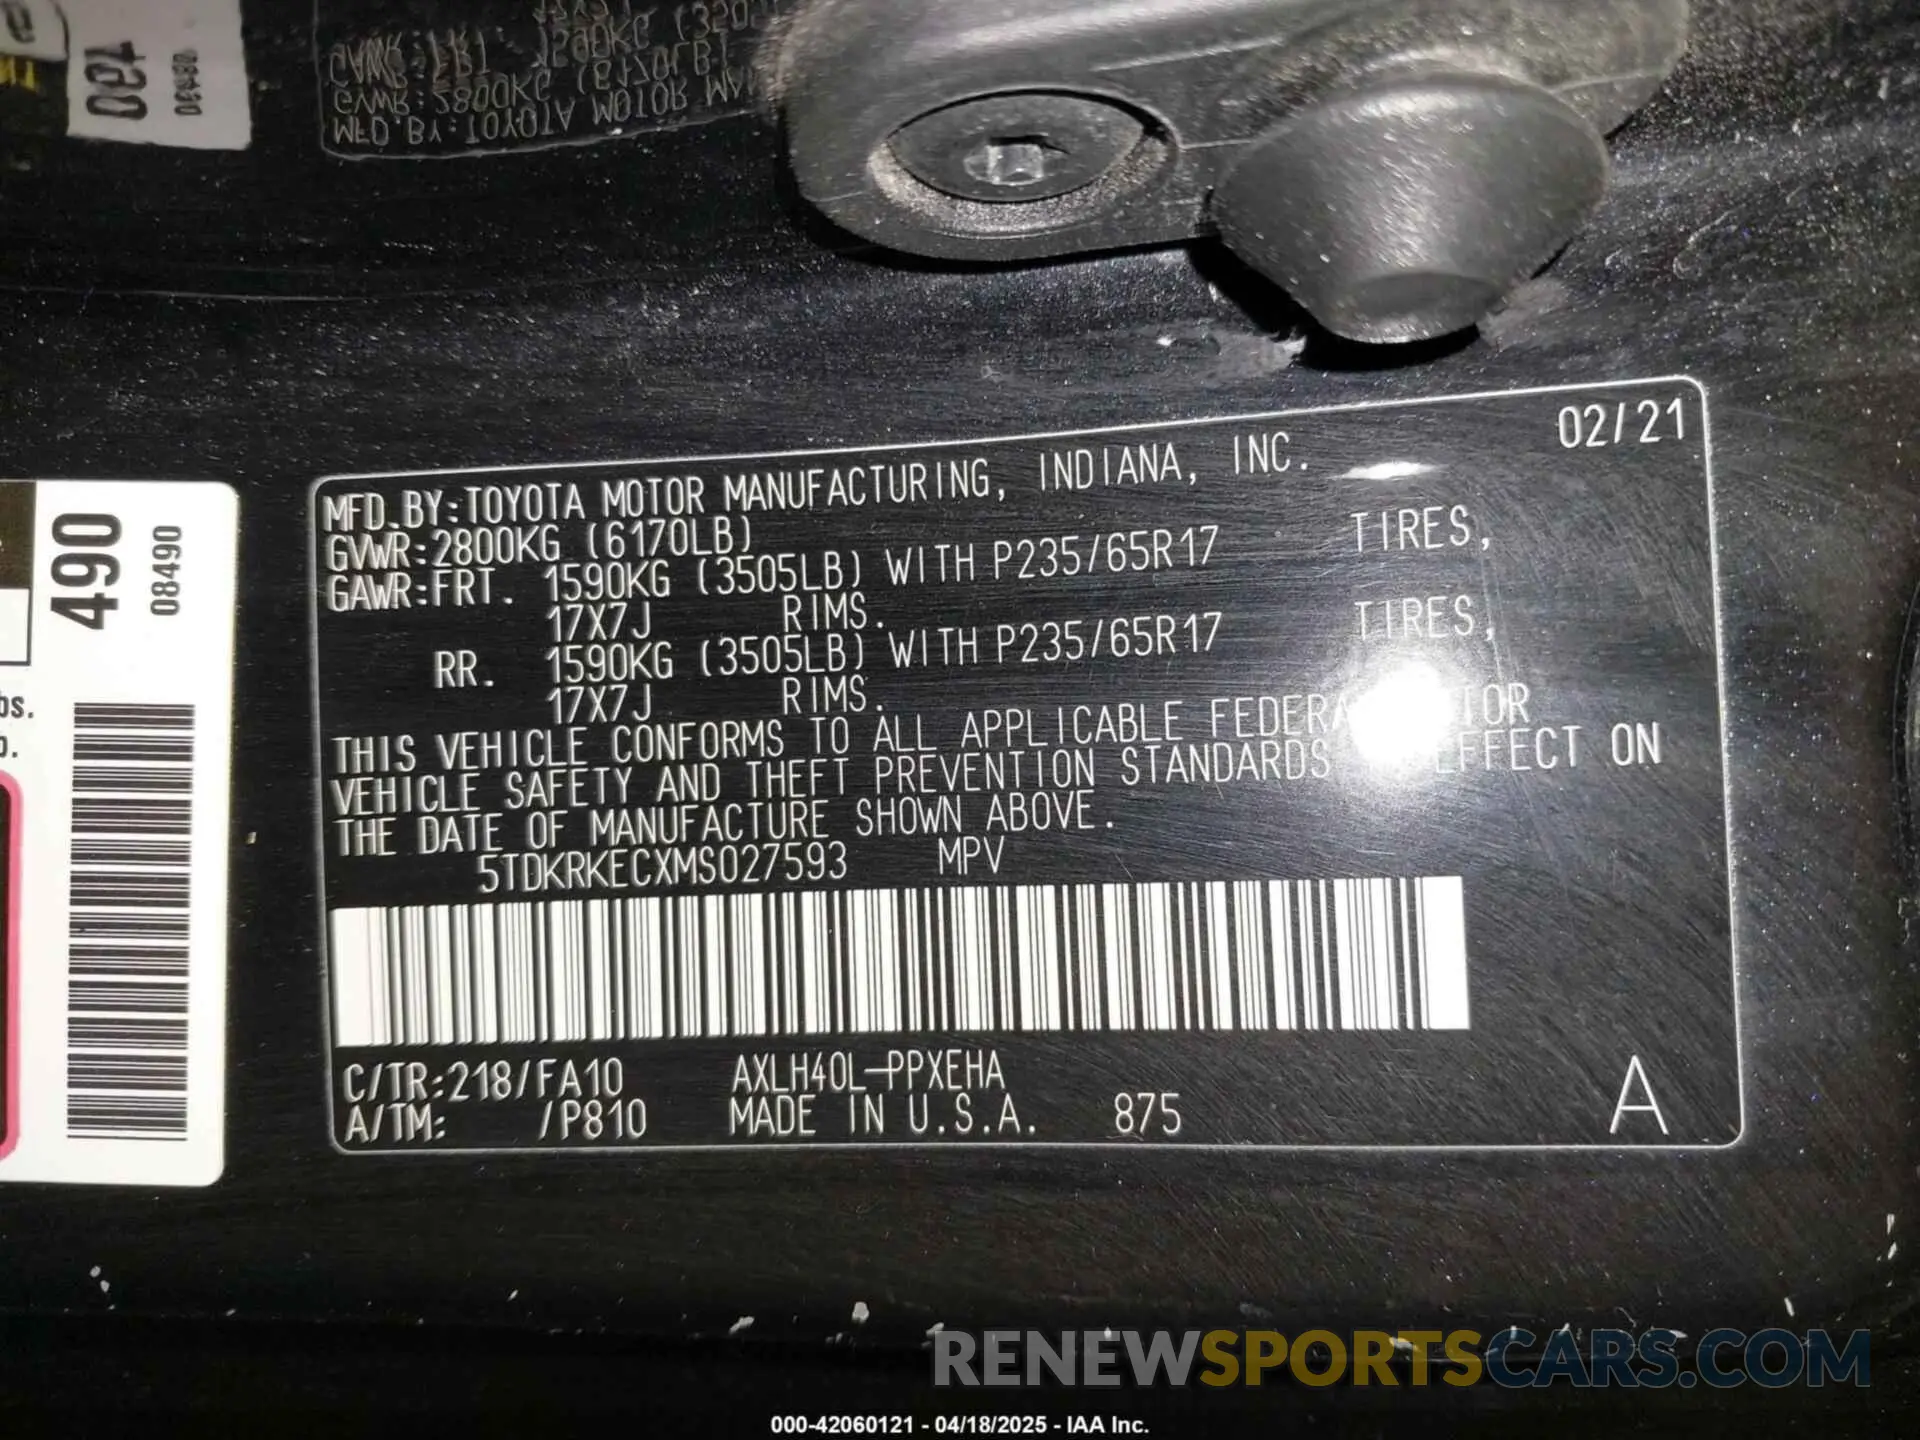 02/21
MFD.BY:TOYOTA MOTOR MANUFACTURING, INDIANA, INC.
GVWR:2800KG (6170LB)
GAWR:FRT. 1590KG (3505LB) WITH P235/65R17 TIRES,
17X7J RIMS.
RR. 1590KG (3505LB) WITH P235/65R17 TIRES,
17X7J RIMS.
THIS VEHICLE CONFORMS TO ALL APPLICABLE
VEHICLE SAFETY AND THEFT PREVENTION STANDARDS EFFECT ON
THE DATE OF MANUFACTURE SHOWN ABOVE.
5TDKRKECXMS027593 MPV
C/TR:218/FA10 AXLH40L-PPXEHA
A/TM: /P810 MADE IN U.S.A. 875 A
490
08490
RENEWSPORTSCARS.COM
000-42060121 - 04/18/2025 - IAA Inc.